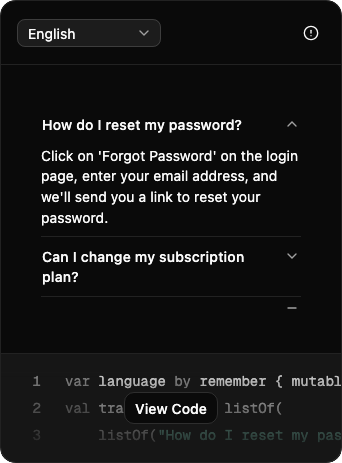 English
How do I reset my password?
Click on 'Forgot Password' on the login
page, enter your email address, and
we'll send you a link to reset your
password.
Can I change my subscription
plan?
1 var language by remember { mutabl
2 val tra View Code listOf(
3 listOf("How do I reset my pas